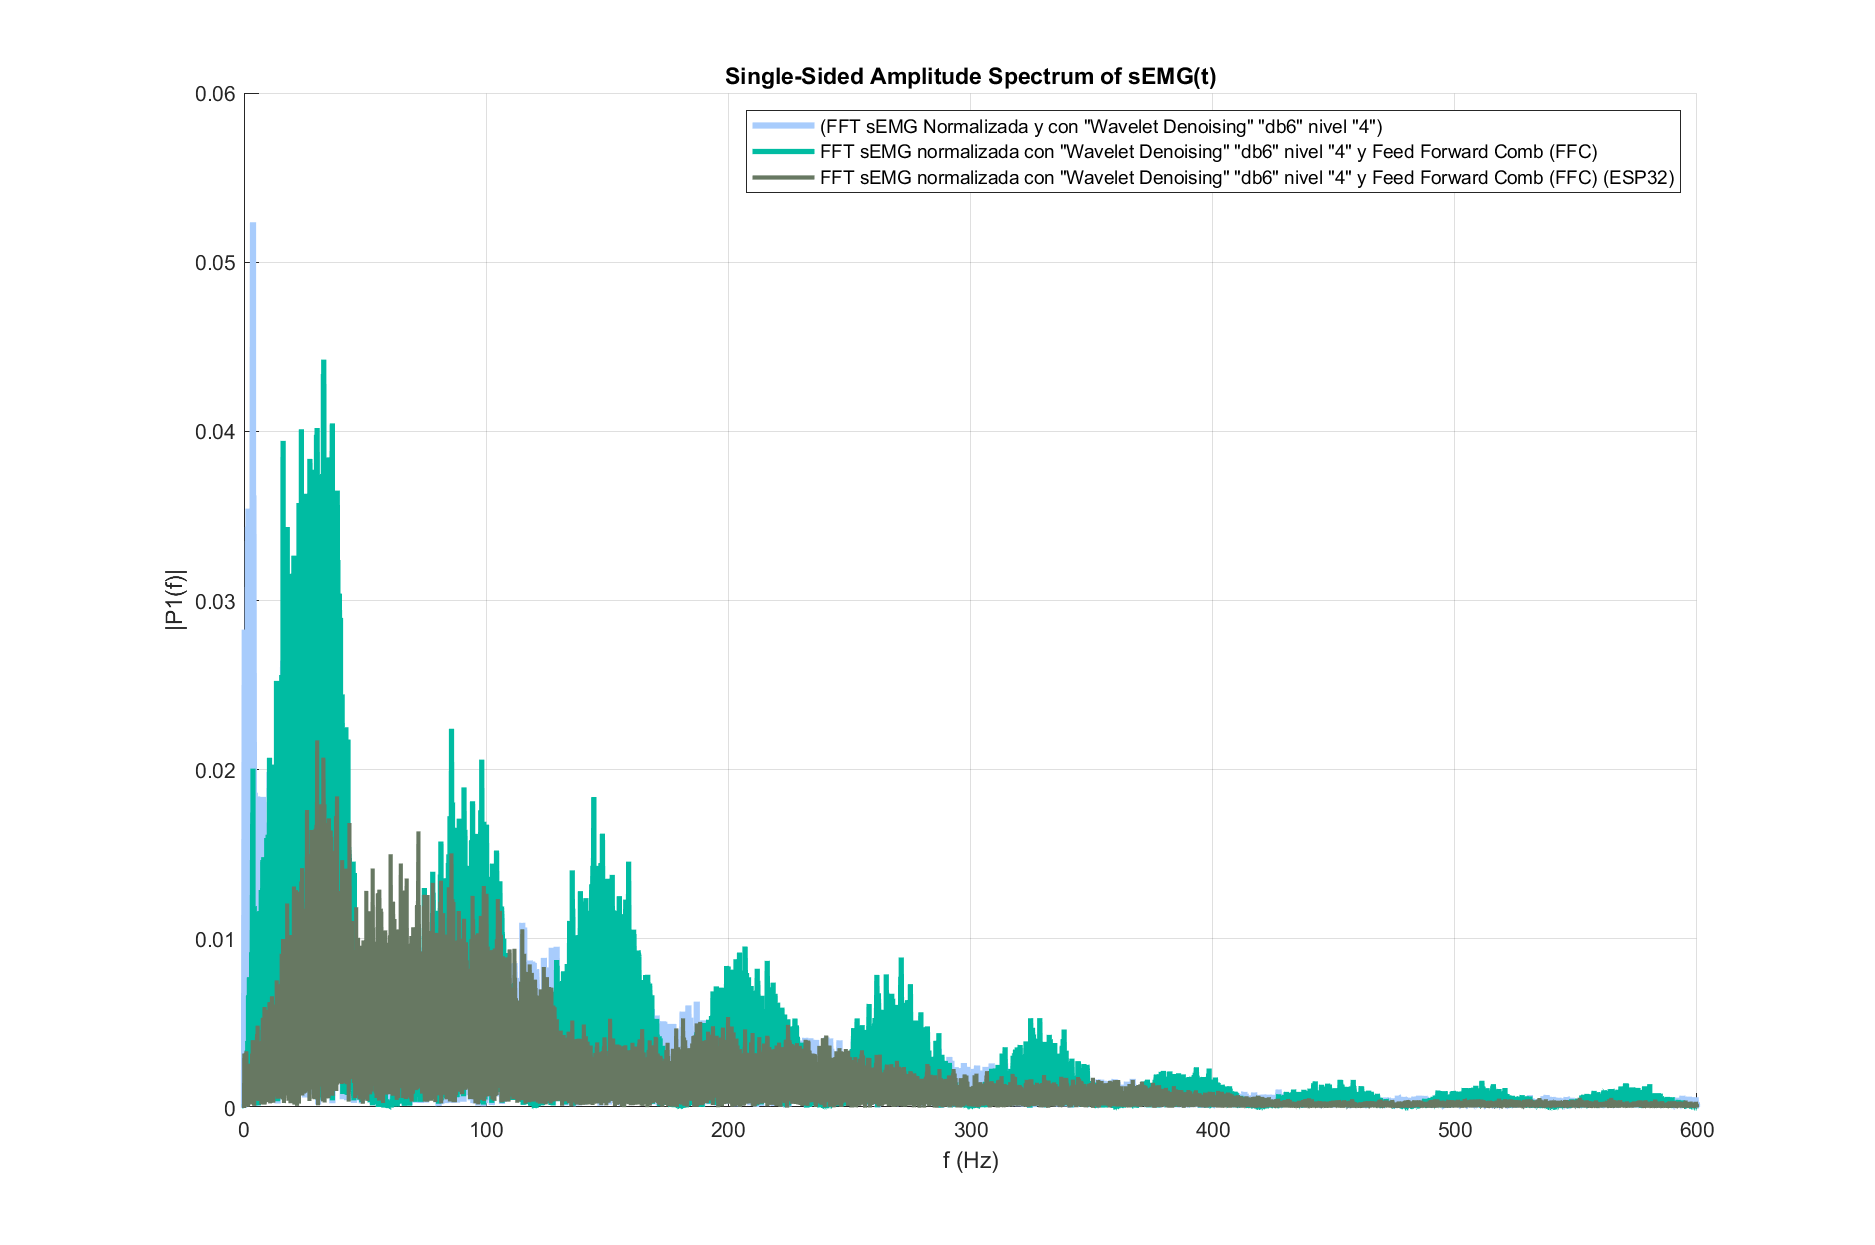 Single-Sided Amplitude Spectrum of sEMG(t)
0.06
(FFT sEMG Normalizada y con "Wavelet Denoising" "db6" nivel "4")
FFT sEMG normalizada con "Wavelet Denoising" "db6" nivel "4" y Feed Forward Comb (FFC)
FFT sEMG normalizada con "Wavelet Denoising" "db6" nivel "4" y Feed Forward Comb (FFC) (ESP32)
0.05
0.04
|P1(f)|
0.03
0.02
0.01
0
0 100 200 300 400 500 600
f (Hz)